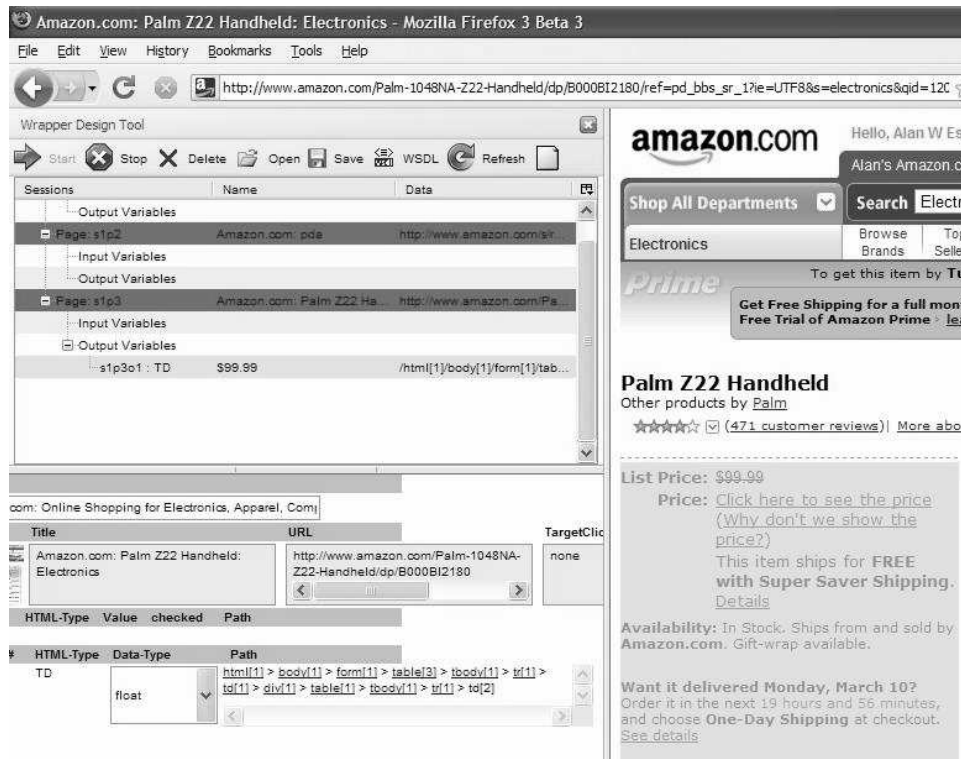 Amazon.com: Palm Z22 Handheld: Electronics - Mozilla Firefox 3 Beta 3
File Edit View History Bookmarks Tools Help
http://www.amazon.com/Palm-1048NA-Z22-Handheld/dp/B000BI2180/ref=pd_bbs_sr_1?ie=UTF8&s=electronics&qid=120
Wrapper Design Tool
Start Stop Delete Open Save WSDL Refresh
Sessions Name Data
Output Variables
Page: s1p2 Amazon.com: pda http://www.amazon.com/s/r...
Input Variables
Output Variables
Page: s1p3 Amazon.com: Palm Z22 Ha... http://www.amazon.com/Pa...
Input Variables
Output Variables
s1p3o1 : TD $99.99 /html[1]/body[1]/form[1]/tab...
com: Online Shopping for Electronics, Apparel, Comp
Title URL TargetClic
Amazon.com: Palm Z22 Handheld: Electronics
http://www.amazon.com/Palm-1048NA-
Z22-Handheld/dp/B000BI2180
none
HTML-Type Value checked Path
# HTML-Type Data-Type Path
TD
float
html[1] > body[1] > form[1] > table[3] > tbody[1] > tr[1] >
td[1] > div[1] > table[1] > tbody[1] > tr[1] > td[2]
amazon.com
Hello, Alan W Es
Alan's Amazon.c
Shop All Departments
Search Electr
Electronics
Browse Brands
Top Selle
Prime
To get this item by Tu
Get Free Shipping for a full mon
Free Trial of Amazon Prime > lea
Palm Z22 Handheld
Other products by Palm
(471 customer reviews)| More abo
List Price: $99.99
Price: Click here to see the price
(Why don't we show the
price?)
This item ships for FREE
with Super Saver Shipping.
Details
Availability: In Stock. Ships from and sold by
Amazon.com. Gift-wrap available.
Want it delivered Monday, March 10?
Order it in the next 19 hours and 56 minutes,
and choose One-Day Shipping at checkout.
See details